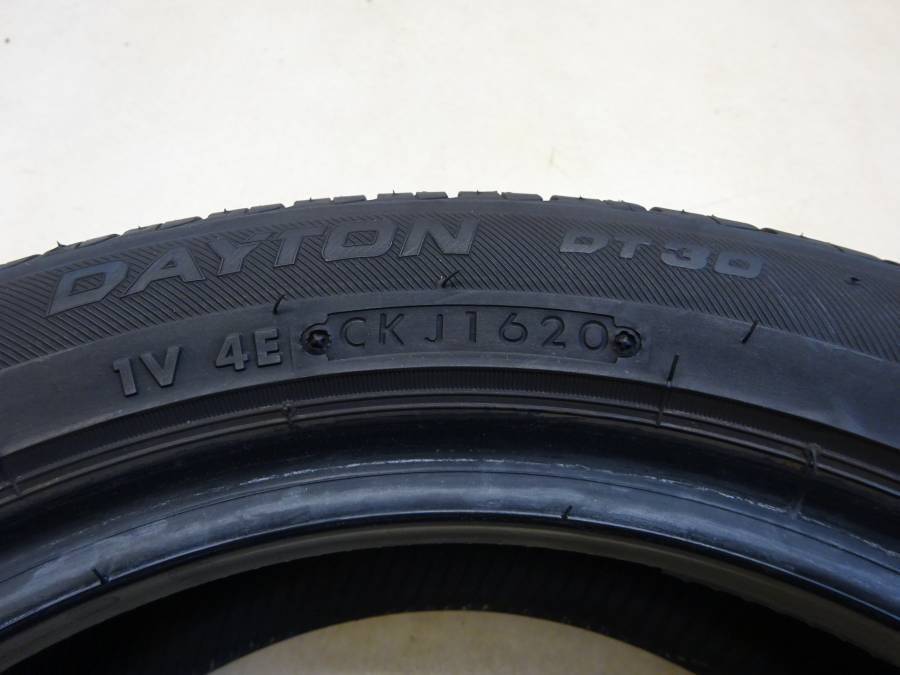 DAYTON DT30
1V 4E CKJ1620